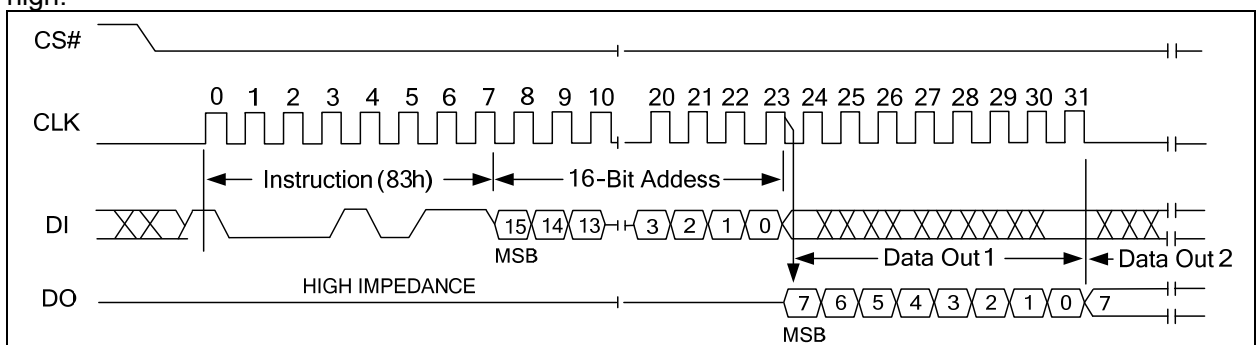 high.
CS#
0 1 2 3 4 5 6 7 8 9 10 20 21 22 23 24 25 26 27 28 29 30 31
CLK
Instruction (83h) 16-Bit Addess
DI 15 14 13 3 2 1 0
MSB Data Out 1 Data Out 2
HIGH IMPEDANCE
DO 7 6 5 4 3 2 1 0 7
MSB